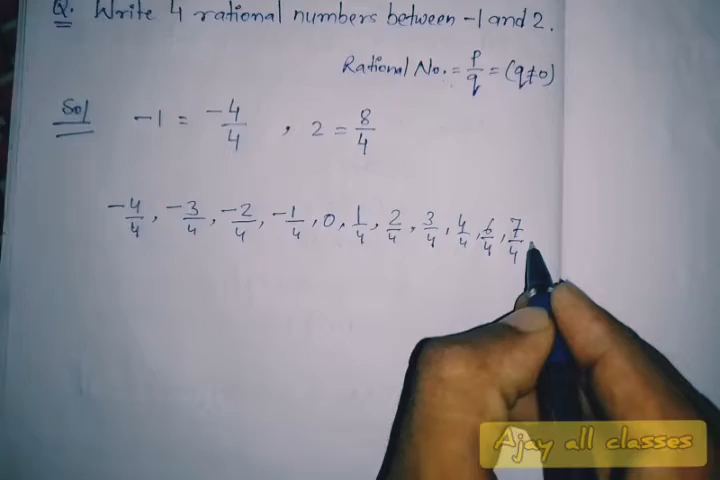 Q. Write 4 rational numbers between -1 and 2.
Rational No. = p/q = (q≠0)
Sol -1 = -4/4 , 2 = 8/4
-4/4, -3/4, -2/4, -1/4, 0, 1/4, 2/4, 3/4, 4/4, 6/4, 7/4
Ajay all classes